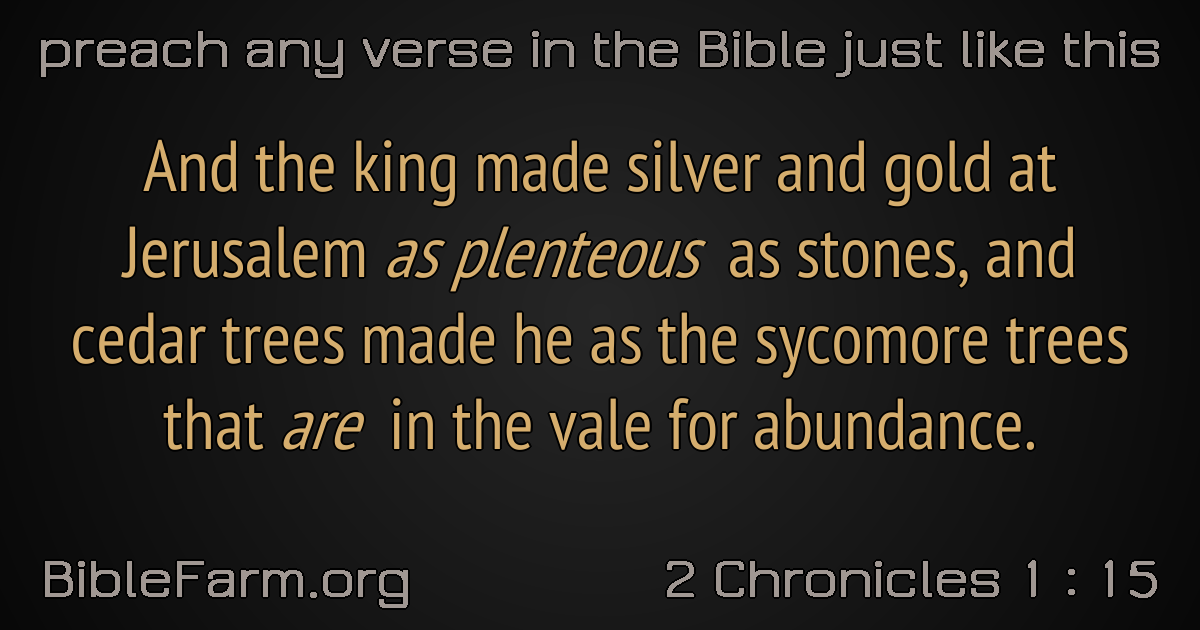 preach any verse in the Bible just like this
And the king made silver and gold at
Jerusalem as plenteous as stones, and
cedar trees made he as the sycomore trees
that are in the vale for abundance.
BibleFarm.org
2 Chronicles 1 : 15